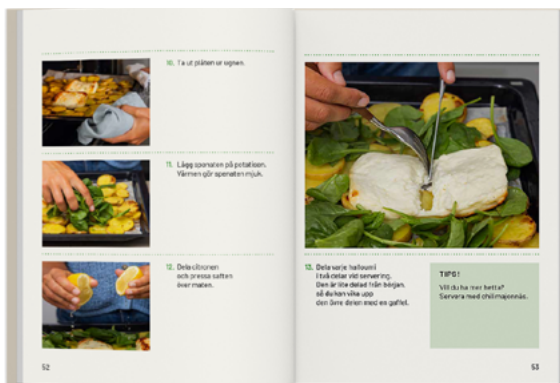 10. Ta ut plåten ur ugnen.
11. Lägg spenaten på potatisen.
Värmen gör spenaten mjuk.
12. Dela citronen
och pressa saften
över maten.
52
13. Dela varje halloumi
i två delar vid servering.
Den är lite delad från början,
så du kan vika upp
den övre delen med en gaffel.
TIPS!
Vill du ha mer hetta?
Servera med chilimajonnäs.
53